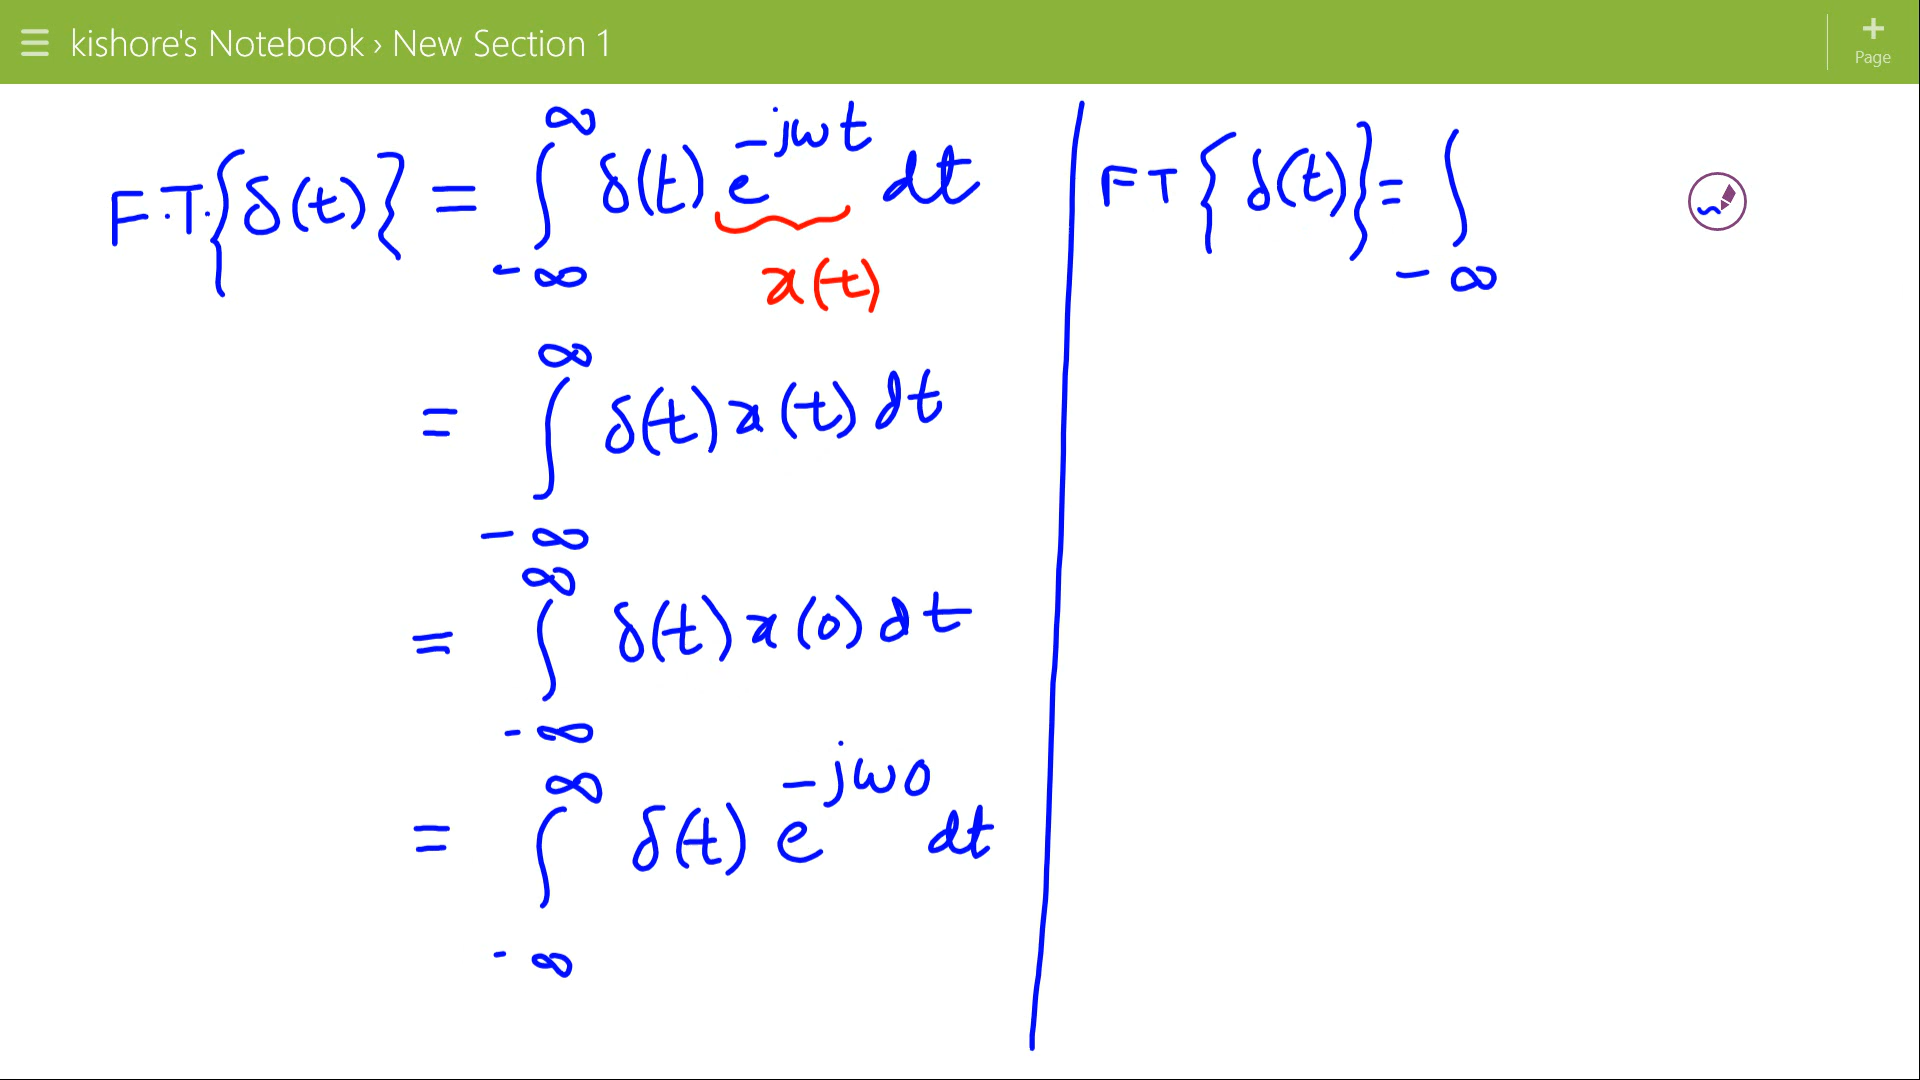 kishore's Notebook › New Section 1
+ Page
F.T.{δ(t)} = ∫_{-∞}^{∞} δ(t) e^{-jωt} dt
x(t)
= ∫_{-∞}^{∞} δ(t) x(t) dt
= ∫_{-∞}^{∞} δ(t) x(0) dt
= ∫_{-∞}^{∞} δ(t) e^{-jω0} dt
FT{δ(t)} = ∫_{-∞}